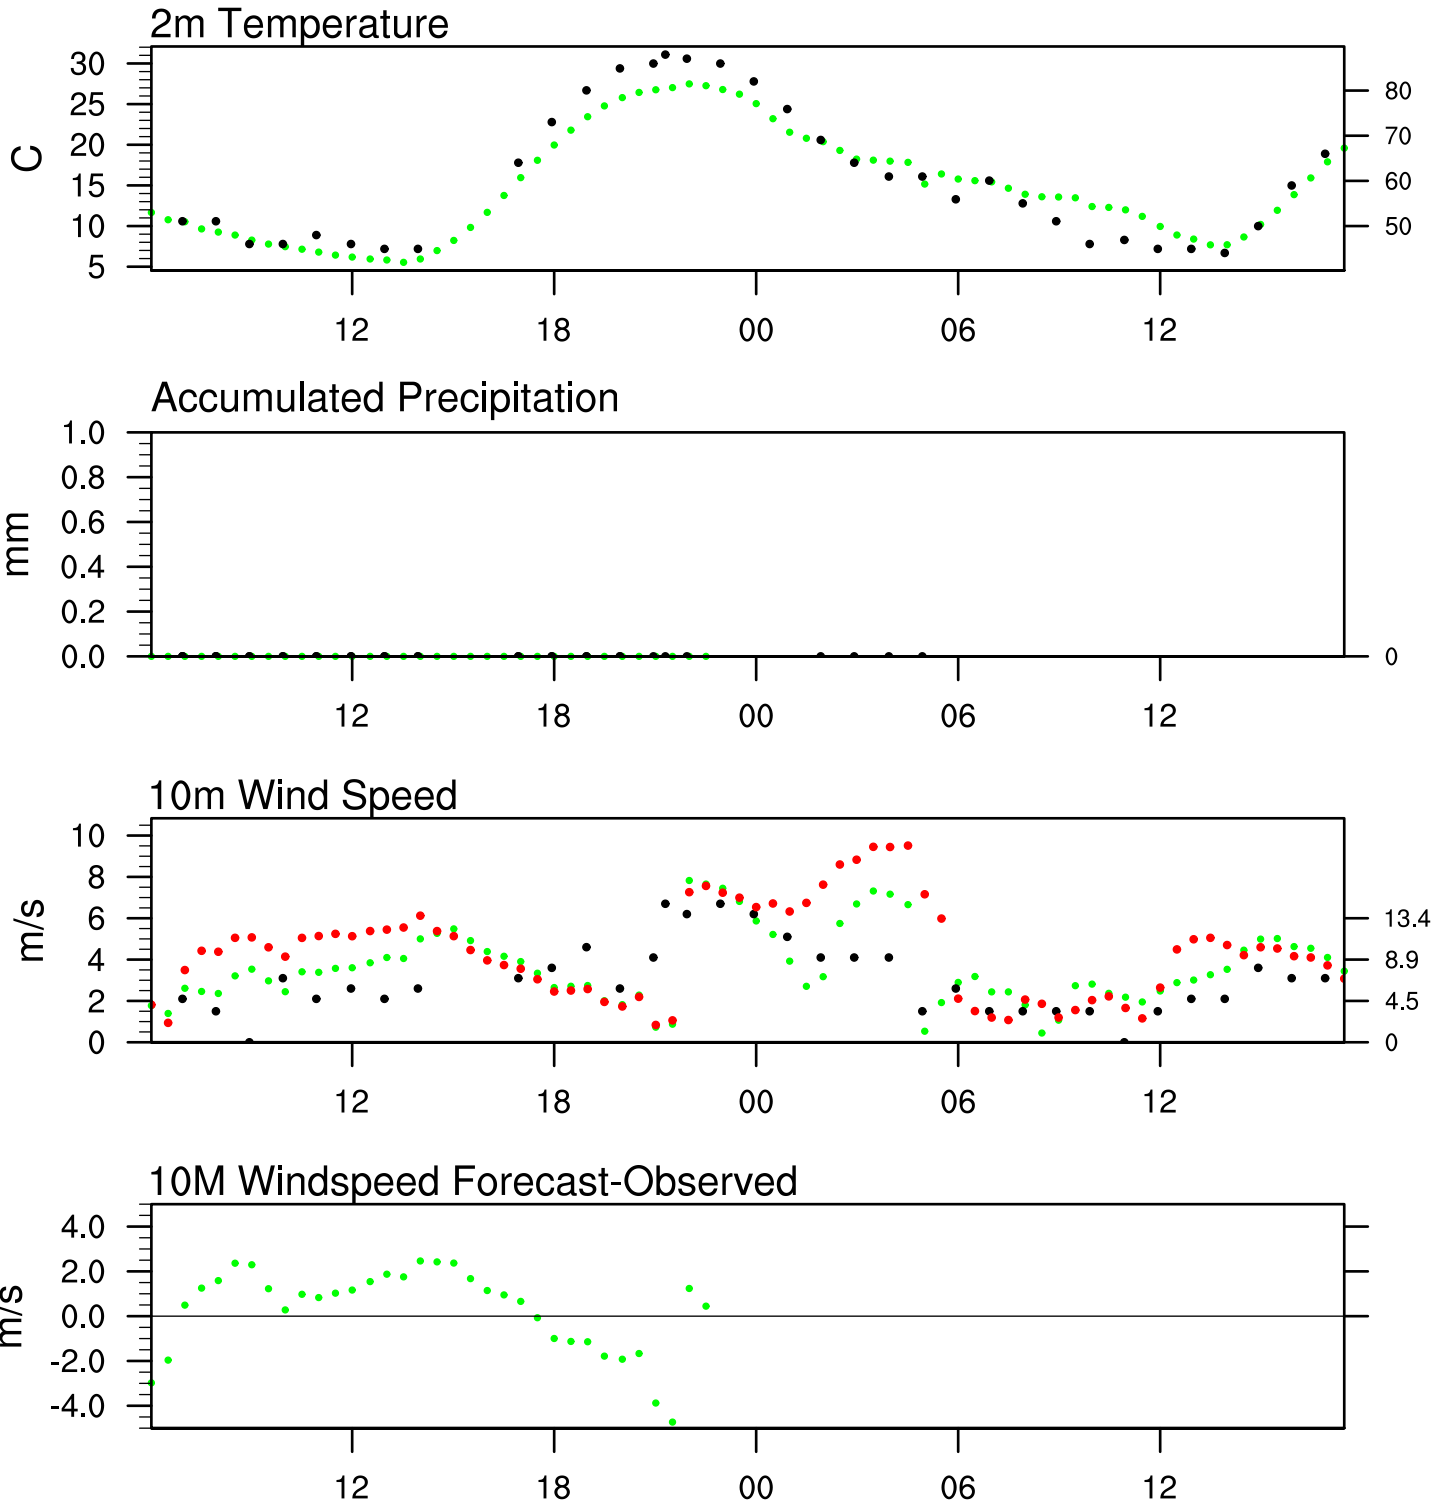 2m Temperature
30
25
20
15
10
5
C
80
70
60
50
12 18 00 06 12
Accumulated Precipitation
1.0
0.8
0.6
0.4
0.2
0.0
mm
0
12 18 00 06 12
10m Wind Speed
10
8
6
4
2
0
m/s
13.4
8.9
4.5
0
12 18 00 06 12
10M Windspeed Forecast-Observed
4.0
2.0
0.0
-2.0
-4.0
m/s
12 18 00 06 12